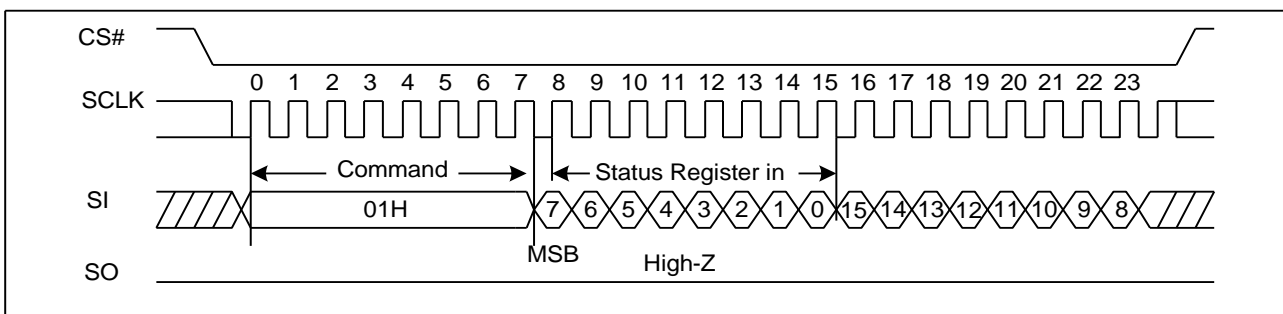 CS#
0 1 2 3 4 5 6 7 8 9 10 11 12 13 14 15 16 17 18 19 20 21 22 23
SCLK
Command Status Register in
SI 01H 7 6 5 4 3 2 1 0 15 14 13 12 11 10 9 8
MSB
SO High-Z